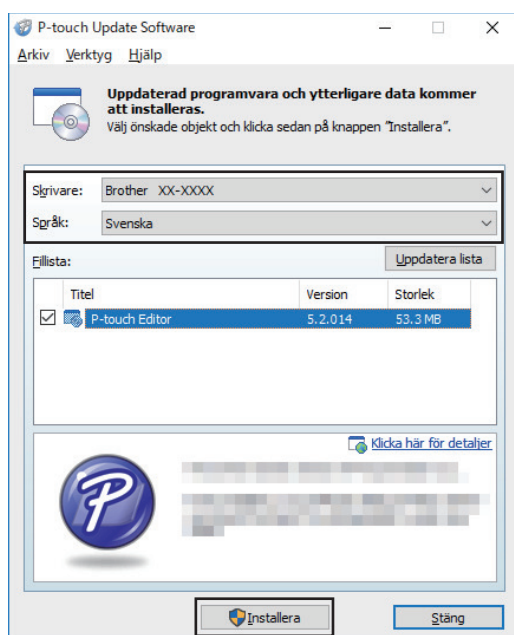 P-touch Update Software
Arkiv Verktyg Hjälp
Uppdaterad programvara och ytterligare data kommer
att installeras.
Välj önskade objekt och klicka sedan på knappen "Installera".
Skrivare: Brother XX-XXXX
Språk: Svenska
Fillista: Uppdatera lista
Titel Version Storlek
P-touch Editor 5.2.014 53.3 MB
Klicka här för detaljer
P
Installera Stäng